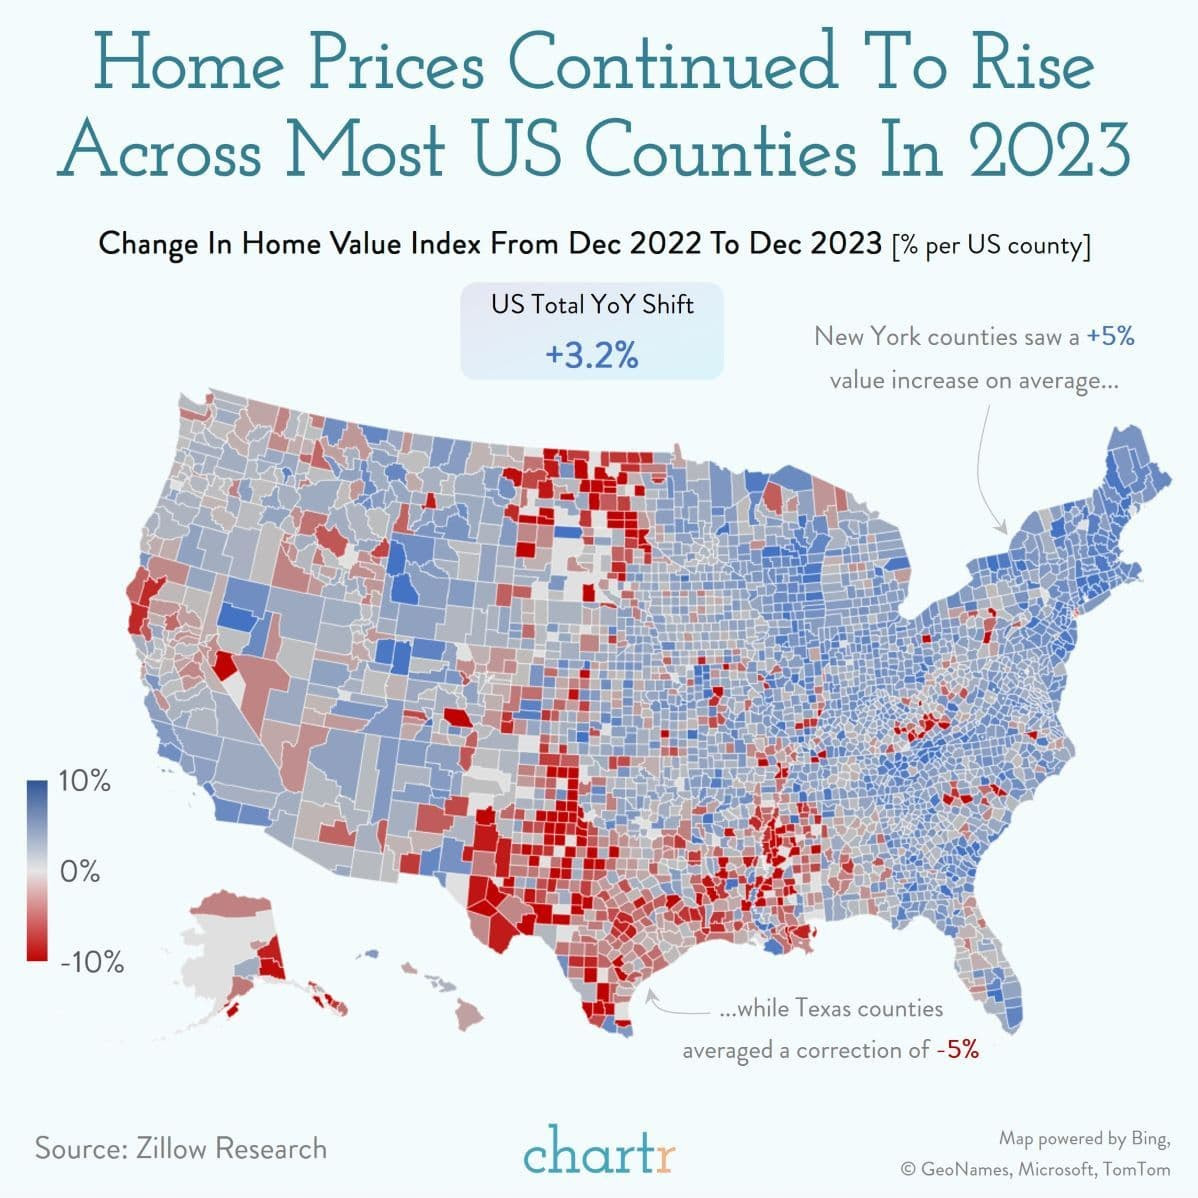 Home Prices Continued To Rise
Across Most US Counties In 2023
Change In Home Value Index From Dec 2022 To Dec 2023 [% per US county]
US Total YoY Shift
+3.2%
New York counties saw a +5%
value increase on average...
10%
0%
-10%
...while Texas counties
averaged a correction of -5%
Source: Zillow Research
chartr
Map powered by Bing,
© GeoNames, Microsoft, TomTom